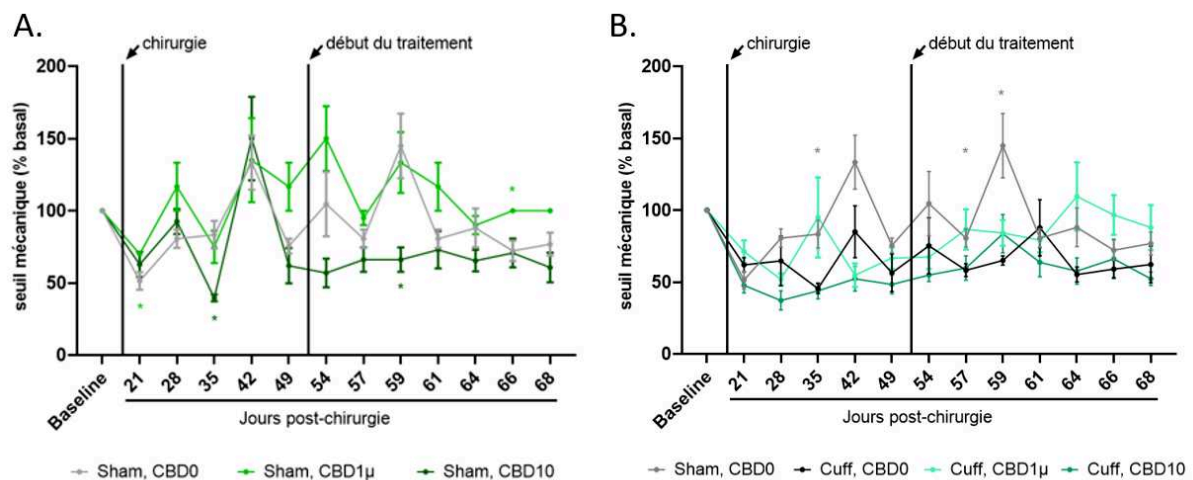 A.
chirurgie
début du traitement
seuil mécanique (% basal)
200
150
100
50
0
*
*
*
*
Baseline
21
28
35
42
49
54
57
59
61
64
66
68
Jours post-chirurgie
Sham, CBD0
Sham, CBD1µ
Sham, CBD10
B.
chirurgie
début du traitement
seuil mécanique (% basal)
200
150
100
50
0
*
*
*
Baseline
21
28
35
42
49
54
57
59
61
64
66
68
Jours post-chirurgie
Sham, CBD0
Cuff, CBD0
Cuff, CBD1µ
Cuff, CBD10